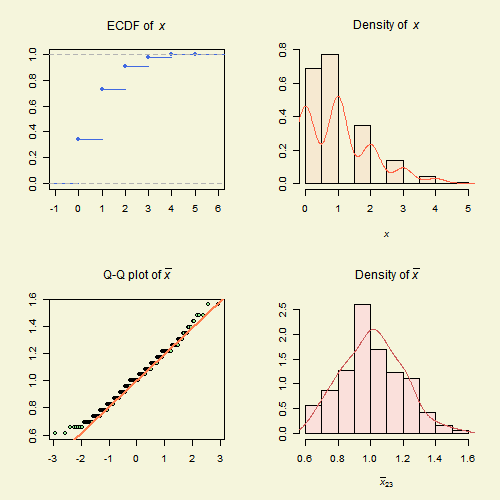 ECDF of x
1.0
0.8
0.6
0.4
0.2
0.0
-1 0 1 2 3 4 5 6
Density of x
0.8
0.6
0.4
0.2
0.0
0 1 2 3 4 5
x
Q-Q plot of x̅
1.6
1.4
1.2
1.0
0.8
0.6
-3 -2 -1 0 1 2 3
Density of x̅
2.5
2.0
1.5
1.0
0.5
0.0
0.6 0.8 1.0 1.2 1.4 1.6
x̅₂₃